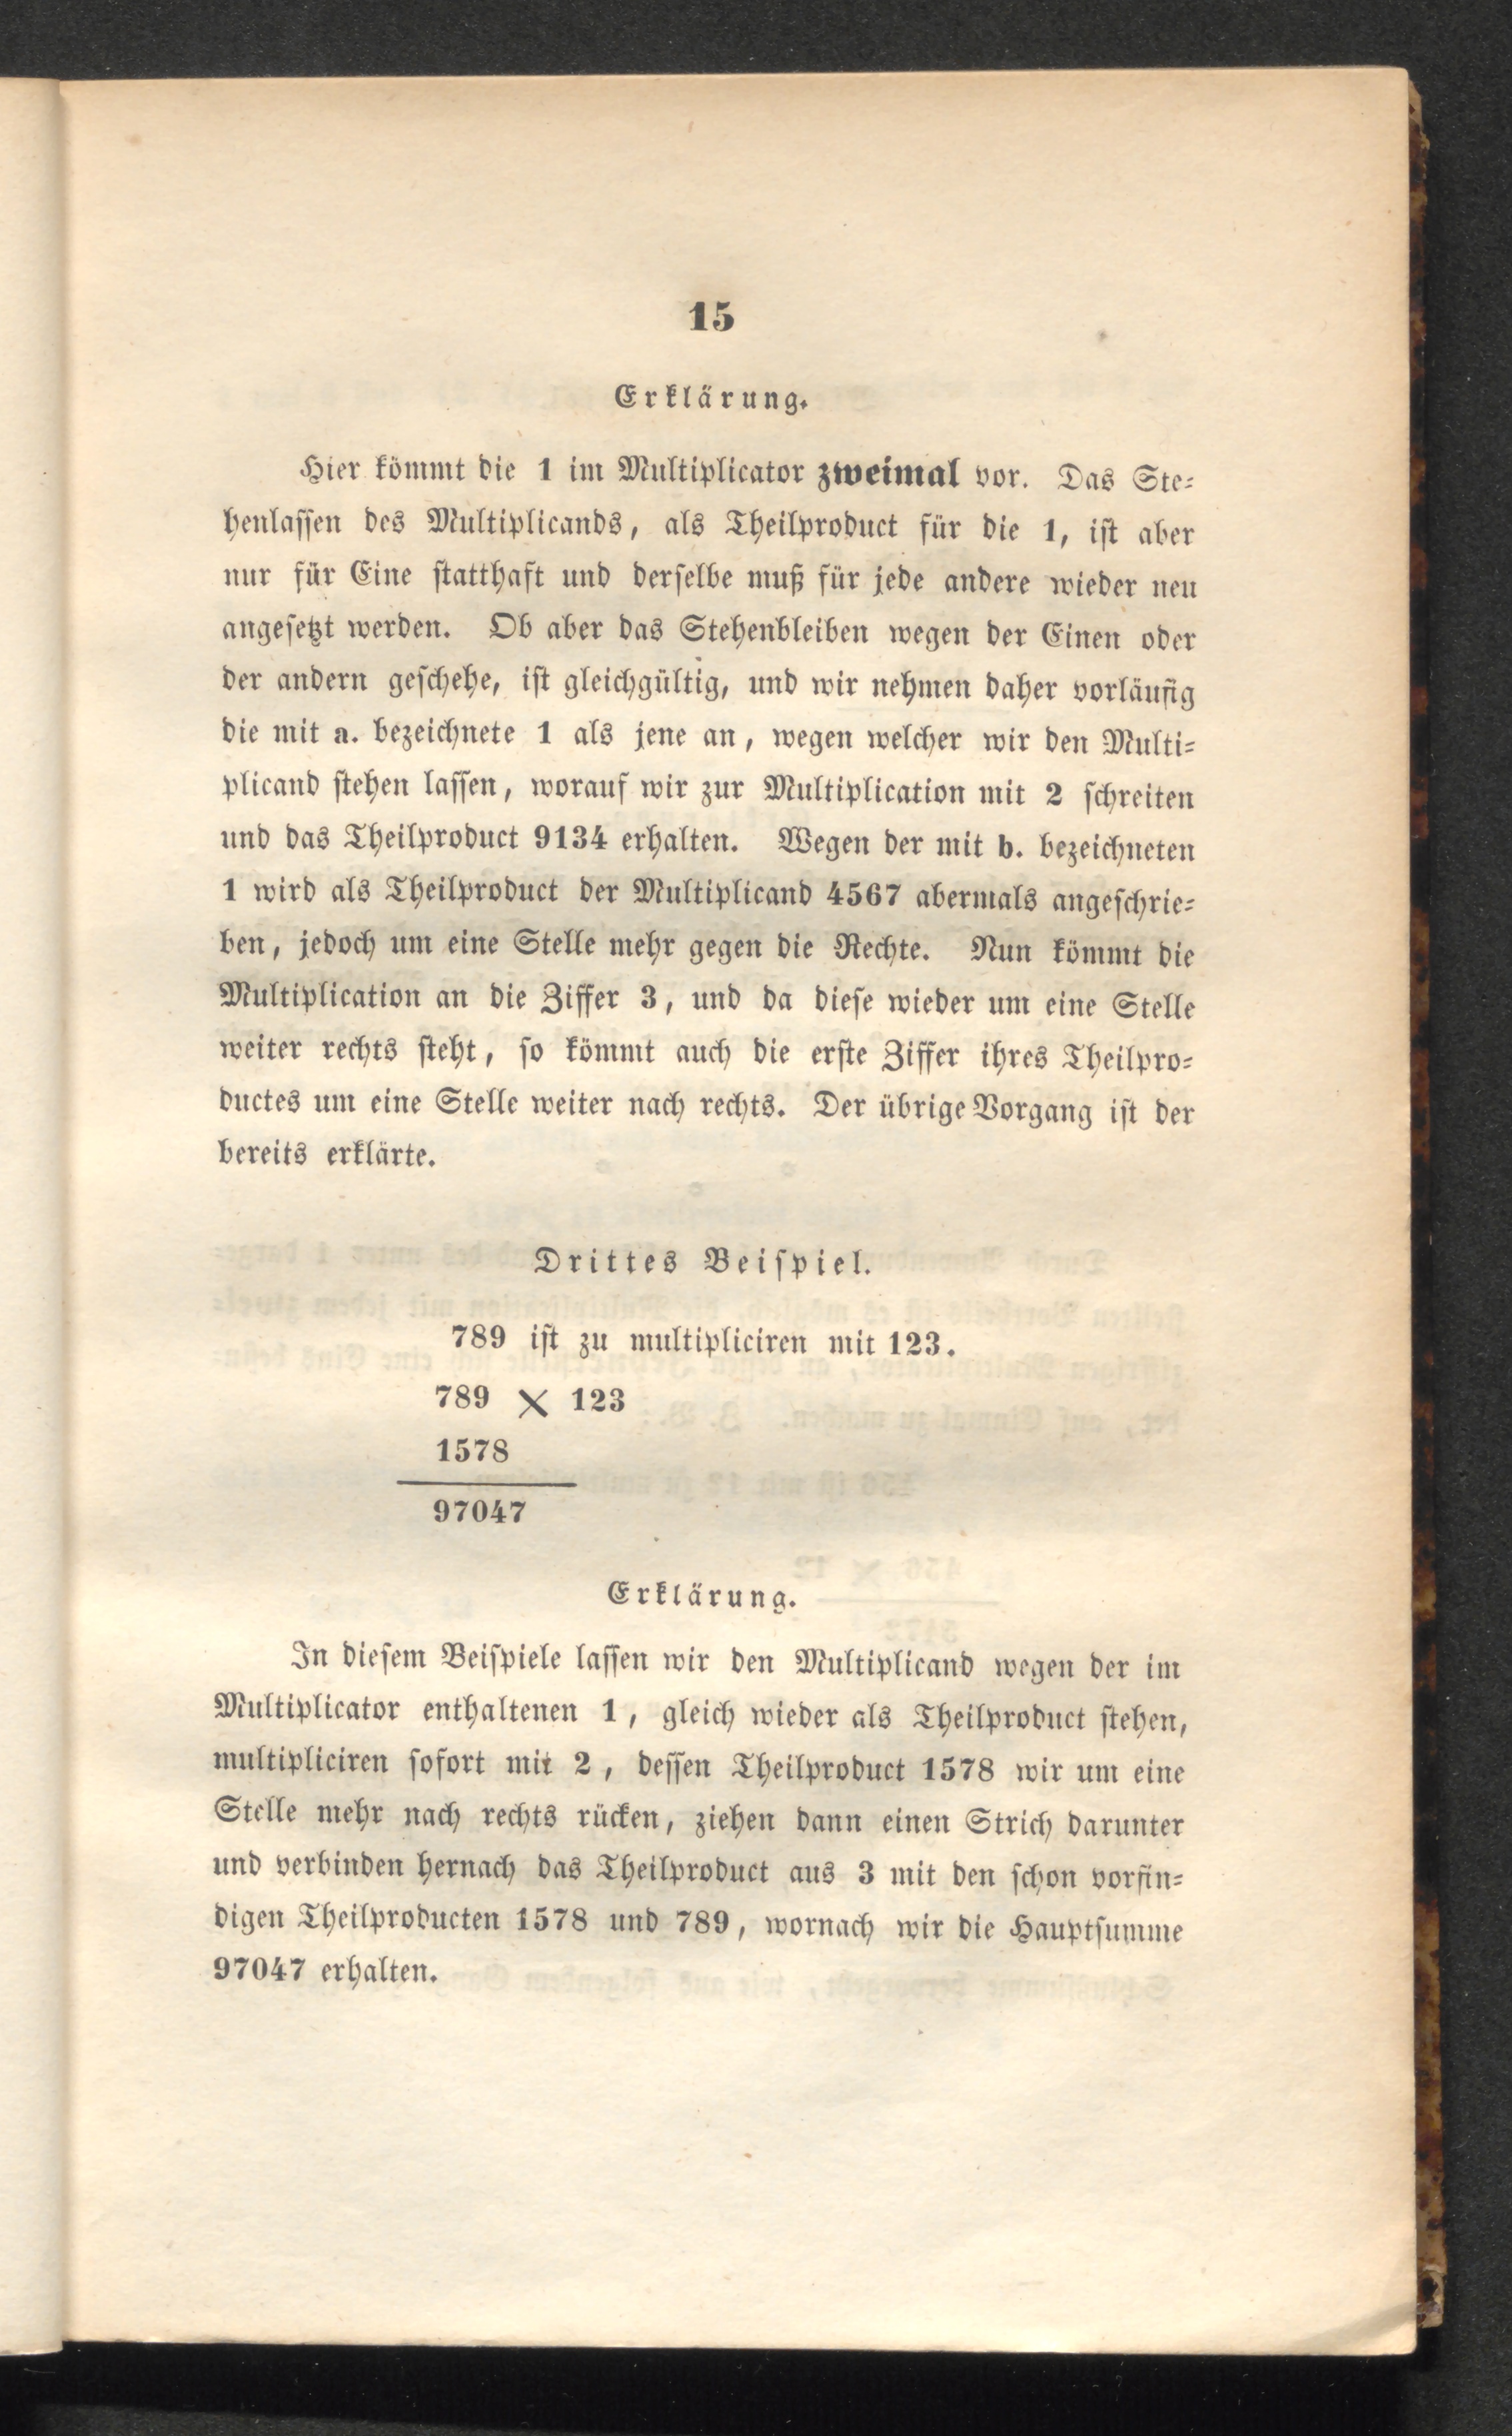 15
Erklärung.
Hier kömmt die 1 im Multiplicator zweimal vor. Das Ste-
henlassen des Multiplicands, als Theilproduct für die 1, ist aber
nur für Eine statthaft und derselbe muß für jede andere wieder neu
angesetzt werden. Ob aber das Stehenbleiben wegen der Einen oder
der andern geschehe, ist gleichgültig, und wir nehmen daher vorläufig
die mit a. bezeichnete 1 als jene an, wegen welcher wir den Multi-
plicand stehen lassen, worauf wir zur Multiplication mit 2 schreiten
und das Theilproduct 9134 erhalten. Wegen der mit b. bezeichneten
1 wird als Theilproduct der Multiplicand 4567 abermals angeschrie-
ben, jedoch um eine Stelle mehr gegen die Rechte. Nun kömmt die
Multiplication an die Ziffer 3, und da diese wieder um eine Stelle
weiter rechts steht, so kömmt auch die erste Ziffer ihres Theilpro-
ductes um eine Stelle weiter nach rechts. Der übrige Vorgang ist der
bereits erklärte.
Drittes Beispiel.
789 ist zu multipliciren mit 123.
789 × 123
1578
97047
Erklärung.
In diesem Beispiele lassen wir den Multiplicand wegen der im
Multiplicator enthaltenen 1, gleich wieder als Theilproduct stehen,
multipliciren sofort mit 2, dessen Theilproduct 1578 wir um eine
Stelle mehr nach rechts rücken, ziehen dann einen Strich darunter
und verbinden hernach das Theilproduct aus 3 mit den schon vorfin-
digen Theilproducten 1578 und 789, wornach wir die Hauptsumme
97047 erhalten.